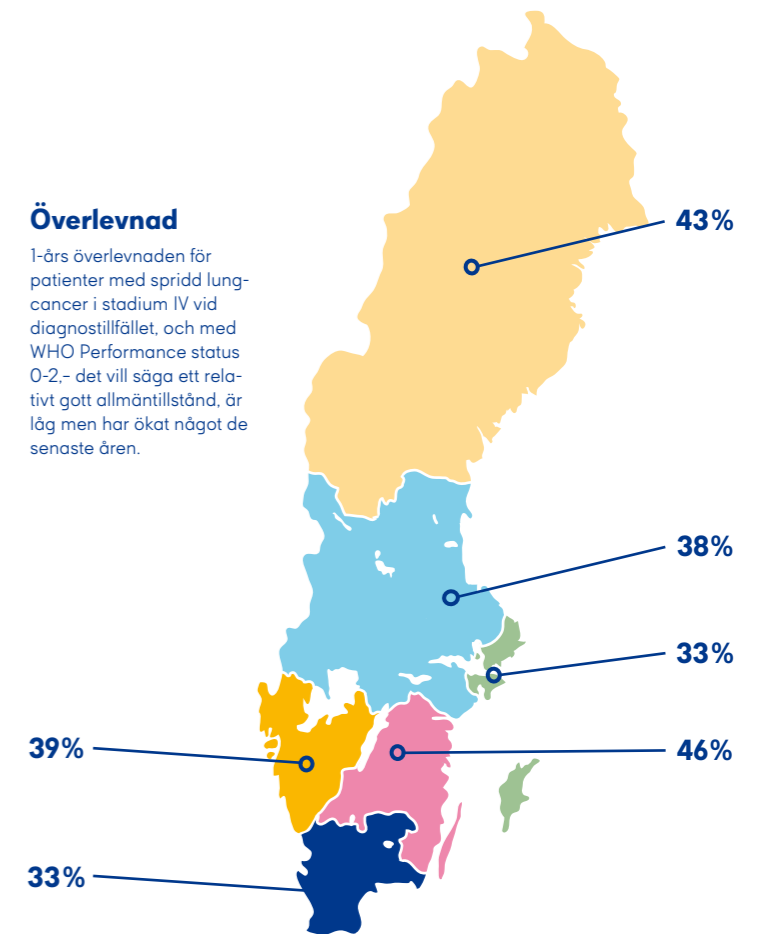 Överlevnad
1-års överlevnaden för
patienter med spridd lung-
cancer i stadium IV vid
diagnostillfället, och med
WHO Performance status
0-2,- det vill säga ett rela-
tivt gott allmäntillstånd, är
låg men har ökat något de
senaste åren.
43%
38%
33%
39%
46%
33%